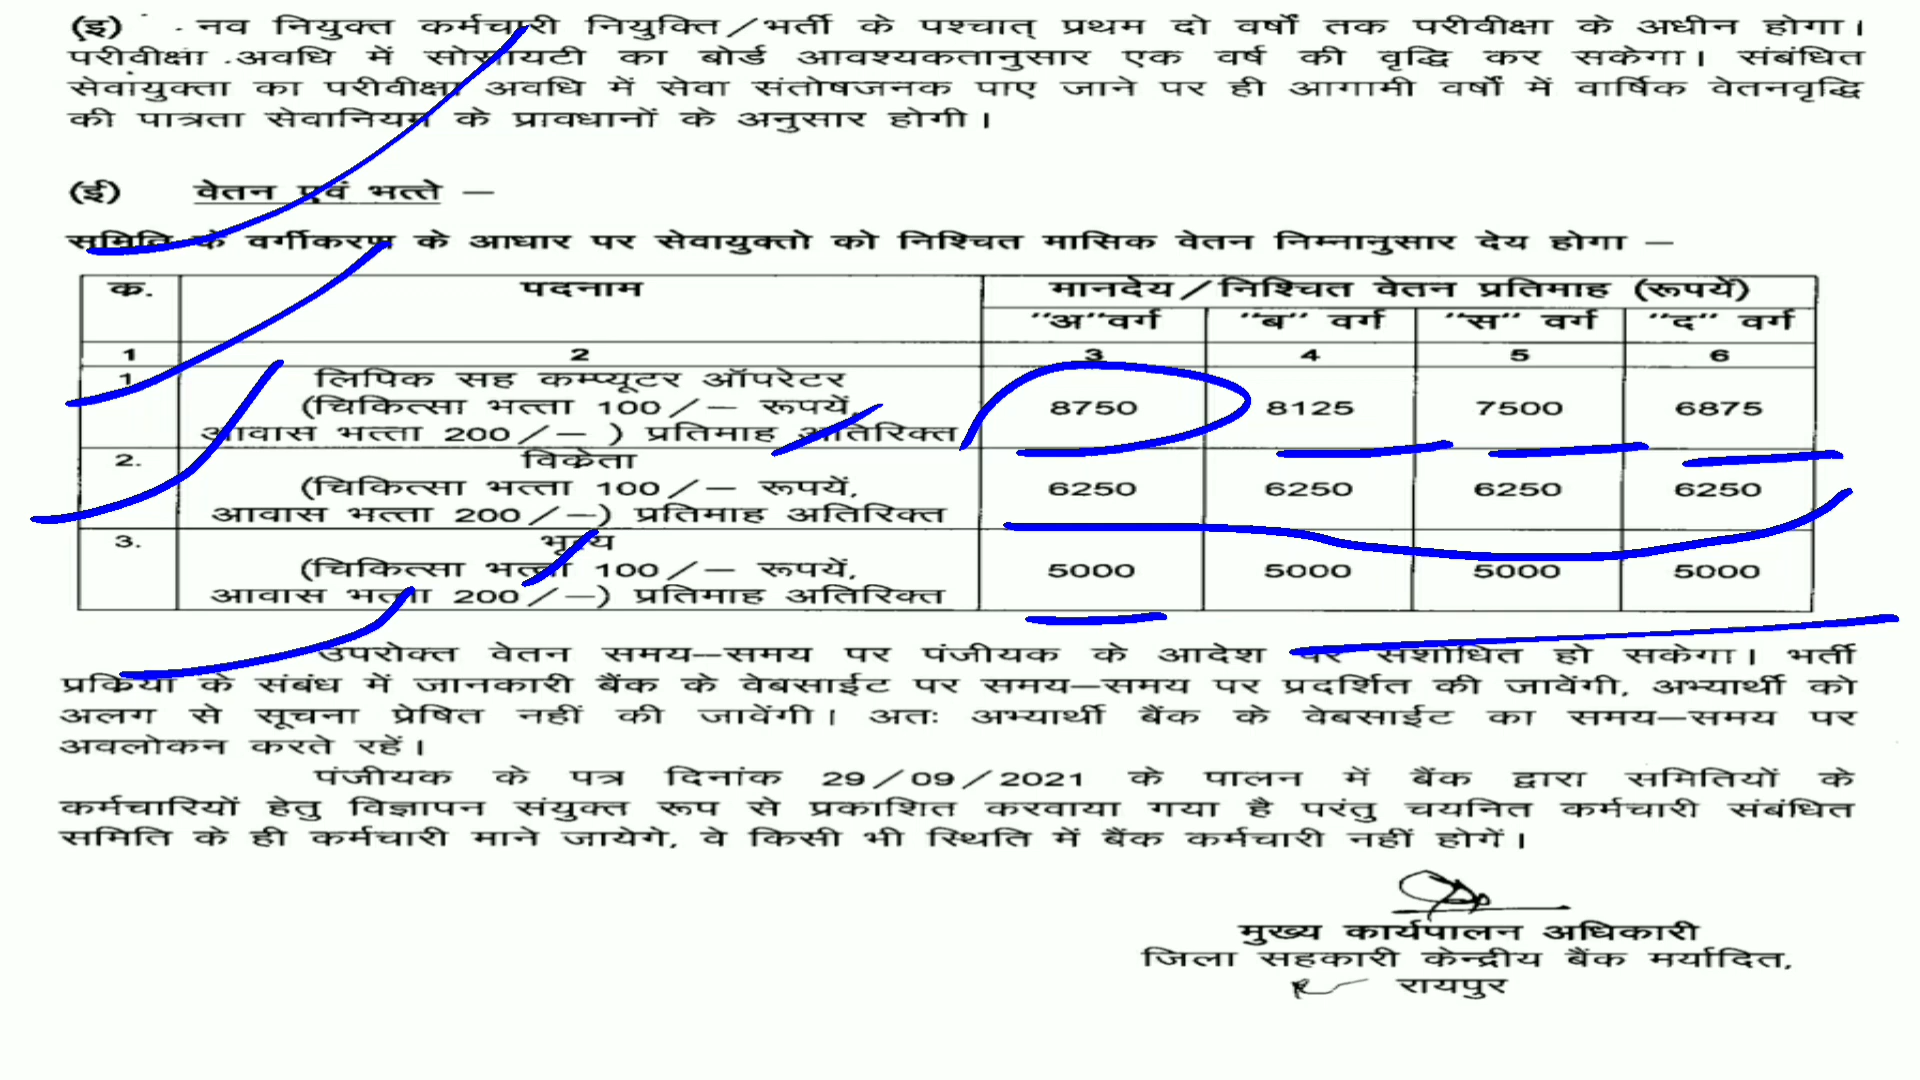 (इ) नव नियुक्त कर्मचारी नियुक्ति/भर्ती के पश्चात् प्रथम दो वर्षों तक परीवीक्षा के अधीन होगा।
परीवीक्षा अवधि में सोसायटी का बोर्ड आवश्यकतानुसार एक वर्ष की वृद्धि कर सकेगा। संबंधित
सेवायुक्ता का परीवीक्षा अवधि में सेवा संतोषजनक पाए जाने पर ही आगामी वर्षों में वार्षिक वेतनवृद्धि
की पात्रता सेवानियम के प्रावधानों के अनुसार होगी।
(ई) वेतन एवं भत्ते –
समिति के वर्गीकरण के आधार पर सेवायुक्तो को निश्चित मासिक वेतन निम्नानुसार देय होगा –
क. पदनाम मानदेय/निश्चित वेतन प्रतिमाह (रूपयें)
"अ"वर्ग "ब" वर्ग "स" वर्ग "द" वर्ग
1 2 3 4 5 6
1. लिपिक सह कम्प्यूटर ऑपरेटर
(चिकित्सा भत्ता 100/– रूपयें, 8750 8125 7500 6875
आवास भत्ता 200/– ) प्रतिमाह अतिरिक्त
2. विक्रेता
(चिकित्सा भत्ता 100/– रूपयें, 6250 6250 6250 6250
आवास भत्ता 200/–) प्रतिमाह अतिरिक्त
3. भृत्य
(चिकित्सा भत्ता 100/– रूपयें, 5000 5000 5000 5000
आवास भत्ता 200/–) प्रतिमाह अतिरिक्त
उपरोक्त वेतन समय–समय पर पंजीयक के आदेश पर संशोधित हो सकेगा। भर्ती
प्रकिया के संबंध में जानकारी बैंक के वेबसाईट पर समय–समय पर प्रदर्शित की जावेंगी, अभ्यार्थी को
अलग से सूचना प्रेषित नहीं की जावेंगी। अतः अभ्यार्थी बैंक के वेबसाईट का समय–समय पर
अवलोकन करते रहें।
पंजीयक के पत्र दिनांक 29/09/2021 के पालन में बैंक द्वारा समितियों के
कर्मचारियों हेतु विज्ञापन संयुक्त रूप से प्रकाशित करवाया गया है परंतु चयनित कर्मचारी संबंधित
समिति के ही कर्मचारी माने जायेगे, वे किसी भी स्थिति में बैंक कर्मचारी नहीं होगें।
मुख्य कार्यपालन अधिकारी
जिला सहकारी केन्द्रीय बैंक मर्यादित,
रायपुर